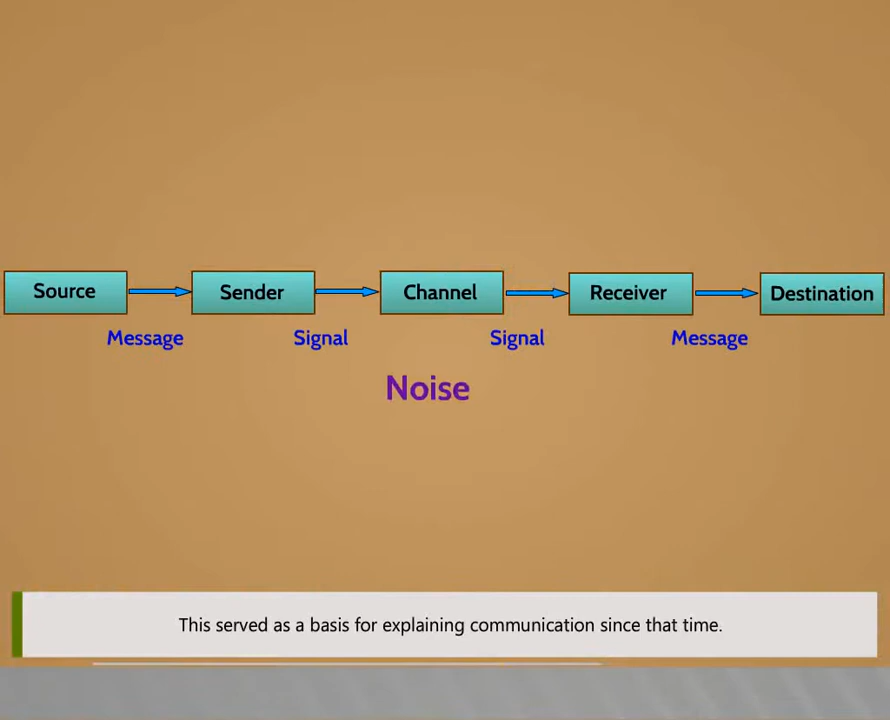 Source Sender Channel Receiver Destination
Message Signal Signal Message
Noise
This served as a basis for explaining communication since that time.